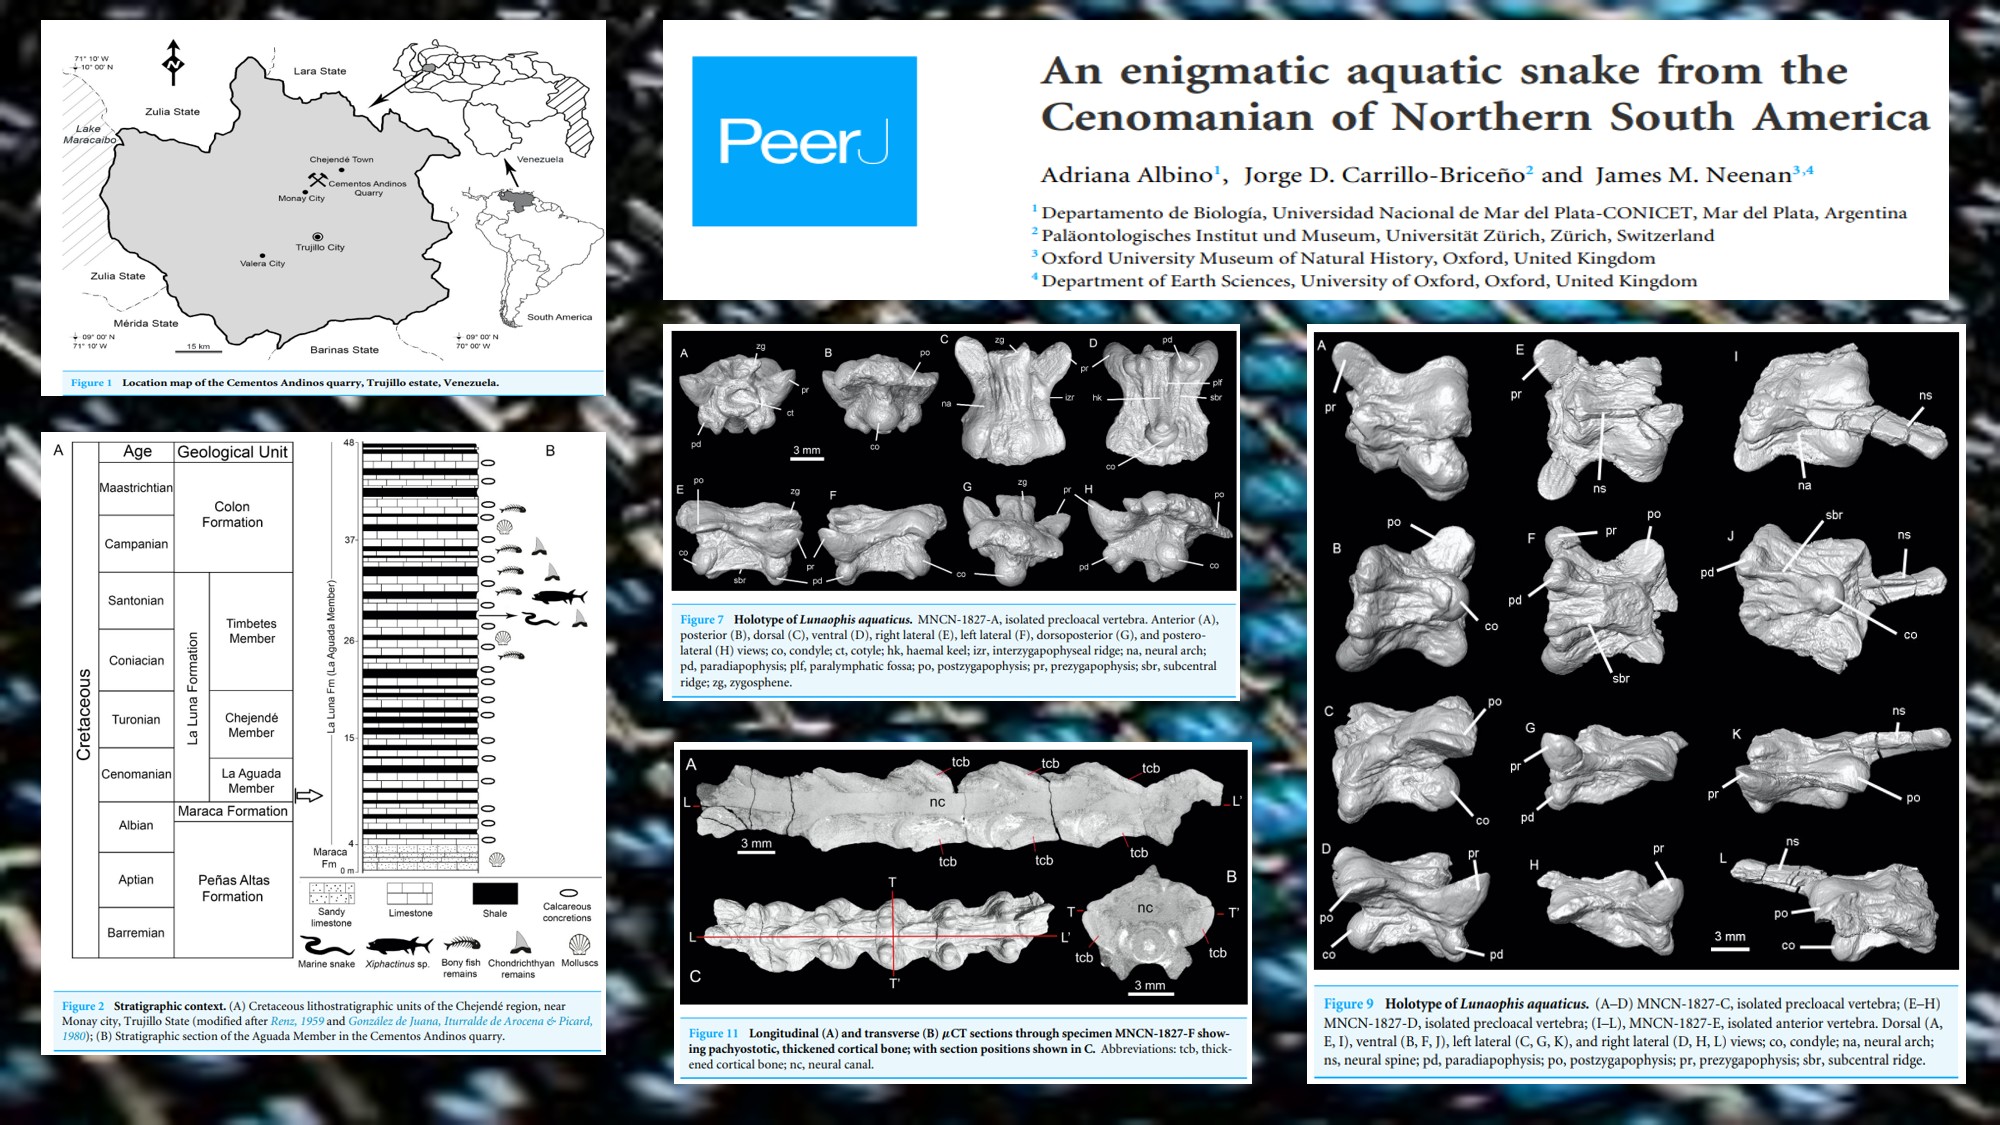 71° 10' W
10° 00' N
N
Lara State
Zulia State
Lake
Maracaibo
Chejendé Town
Cementos Andinos
Quarry
Monay City
Trujillo City
Valera City
Zulia State
Mérida State
09° 00' N
71° 10' W
15 km
Barinas State
09° 00' N
70° 00' W
Venezuela
South America
Figure 1 Location map of the Cementos Andinos quarry, Trujillo estate, Venezuela.
PeerJ
An enigmatic aquatic snake from the
Cenomanian of Northern South America
Adriana Albino1, Jorge D. Carrillo-Briceño2 and James M. Neenan3,4
1 Departamento de Biología, Universidad Nacional de Mar del Plata-CONICET, Mar del Plata, Argentina
2 Paläontologisches Institut und Museum, Universität Zürich, Zürich, Switzerland
3 Oxford University Museum of Natural History, Oxford, United Kingdom
4 Department of Earth Sciences, University of Oxford, Oxford, United Kingdom
A
Age
Geological Unit
Cretaceous
Maastrichtian
Campanian
Santonian
Coniacian
Turonian
Cenomanian
Albian
Aptian
Barremian
Colon
Formation
La Luna Formation
Timbetes
Member
Chejendé
Member
La Aguada
Member
Maraca Formation
Peñas Altas
Formation
B
La Luna Fm (La Aguada Member)
48
37
26
15
4
Maraca
Fm
0 m
Sandy
limestone
Limestone
Shale
Calcareous
concretions
Marine snake
Xiphactinus sp.
Bony fish
remains
Chondrichthyan
remains
Molluscs
Figure 2 Stratigraphic context. (A) Cretaceous lithostratigraphic units of the Chejendé region, near
Monay city, Trujillo State (modified after Renz, 1959 and González de Juana, Iturralde de Arocena & Picard,
1980); (B) Stratigraphic section of the Aguada Member in the Cementos Andinos quarry.
A zg pr ct pd
B po co
3 mm
C zg na izr
D pd pr plf hk sbr co
E po zg co sbr pr pd
F co
G zg pr co
H po pd co
Figure 7 Holotype of Lunaophis aquaticus. MNCN-1827-A, isolated precloacal vertebra. Anterior (A),
posterior (B), dorsal (C), ventral (D), right lateral (E), left lateral (F), dorsoposterior (G), and postero-
lateral (H) views; co, condyle; ct, cotyle; hk, haemal keel; izr, interzygapophyseal ridge; na, neural arch;
pd, paradiapophysis; plf, paralymphatic fossa; po, postzygapophysis; pr, prezygapophysis; sbr, subcentral
ridge; zg, zygosphene.
A
tcb tcb tcb
L nc L'
3 mm
tcb tcb tcb
T
L L'
T'
C
B
nc
T T'
tcb tcb
3 mm
Figure 11 Longitudinal (A) and transverse (B) μCT sections through specimen MNCN-1827-F show-
ing pachyostotic, thickened cortical bone; with section positions shown in C. Abbreviations: tcb, thick-
ened cortical bone; nc, neural canal.
A pr
E pr ns
I ns na
B po co
F pr po pd pd sbr
J sbr ns pd co
C po co
G pr pd
K ns pr po
D pr po co pd
H pr
L ns po co
3 mm
Figure 9 Holotype of Lunaophis aquaticus. (A–D) MNCN-1827-C, isolated precloacal vertebra; (E–H)
MNCN-1827-D, isolated precloacal vertebra; (I–L), MNCN-1827-E, isolated anterior vertebra. Dorsal (A,
E, I), ventral (B, F, J), left lateral (C, G, K), and right lateral (D, H, L) views; co, condyle; na, neural arch;
ns, neural spine; pd, paradiapophysis; po, postzygapophysis; pr, prezygapophysis; sbr, subcentral ridge.